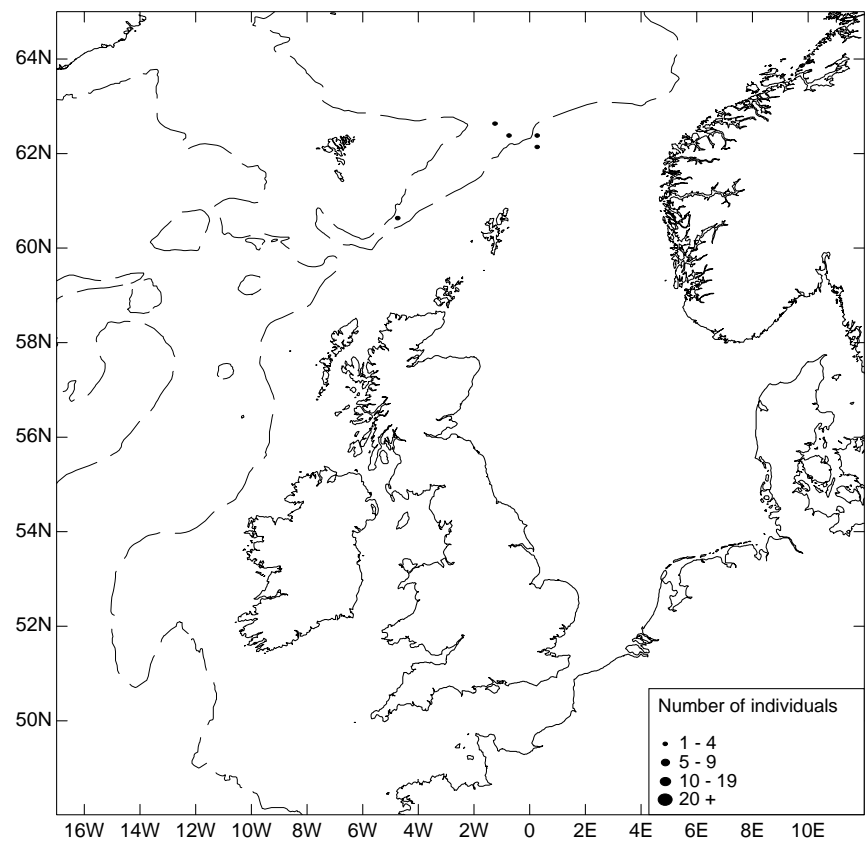 64N
62N
60N
58N
56N
54N
52N
50N
Number of individuals
1 - 4
5 - 9
10 - 19
20 +
16W 14W 12W 10W 8W 6W 4W 2W 0 2E 4E 6E 8E 10E